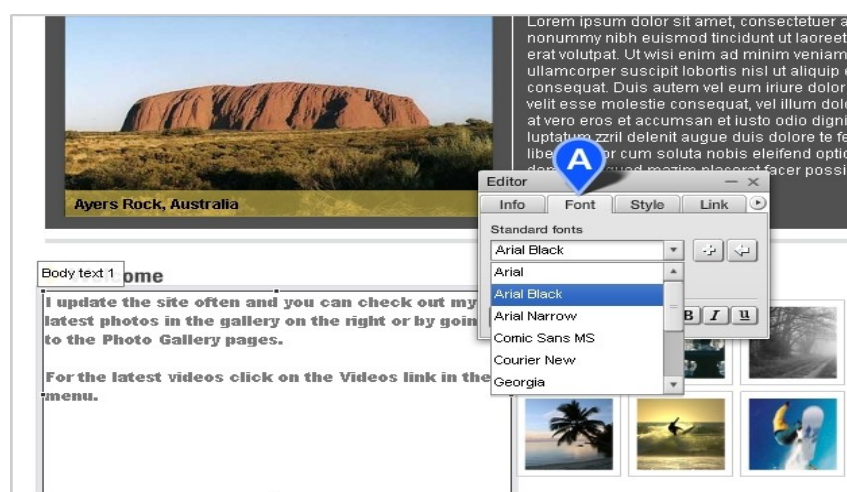 Lorem ipsum dolor sit amet, consectetuer a
nonummy nibh euismod tincidunt ut laoreet
erat volutpat. Ut wisi enim ad minim veniam
ullamcorper suscipit lobortis nisl ut aliquip e
consequat. Duis autem vel eum iriure dolor
velit esse molestie consequat, vel illum dolo
at vero eros et accumsan et iusto odio digni
luptatum zzril delenit augue duis dolore te fe
cum soluta nobis eleifend optio
facer possi
A
Ayers Rock, Australia
Editor
Info Font Style Link
Standard fonts
Arial Black
Arial
Arial Black
Arial Narrow
Comic Sans MS
Courier New
Georgia
B I u
Body text 1
ome
I update the site often and you can check out my
latest photos in the gallery on the right or by goin
to the Photo Gallery pages.
For the latest videos click on the Videos link in the
menu.